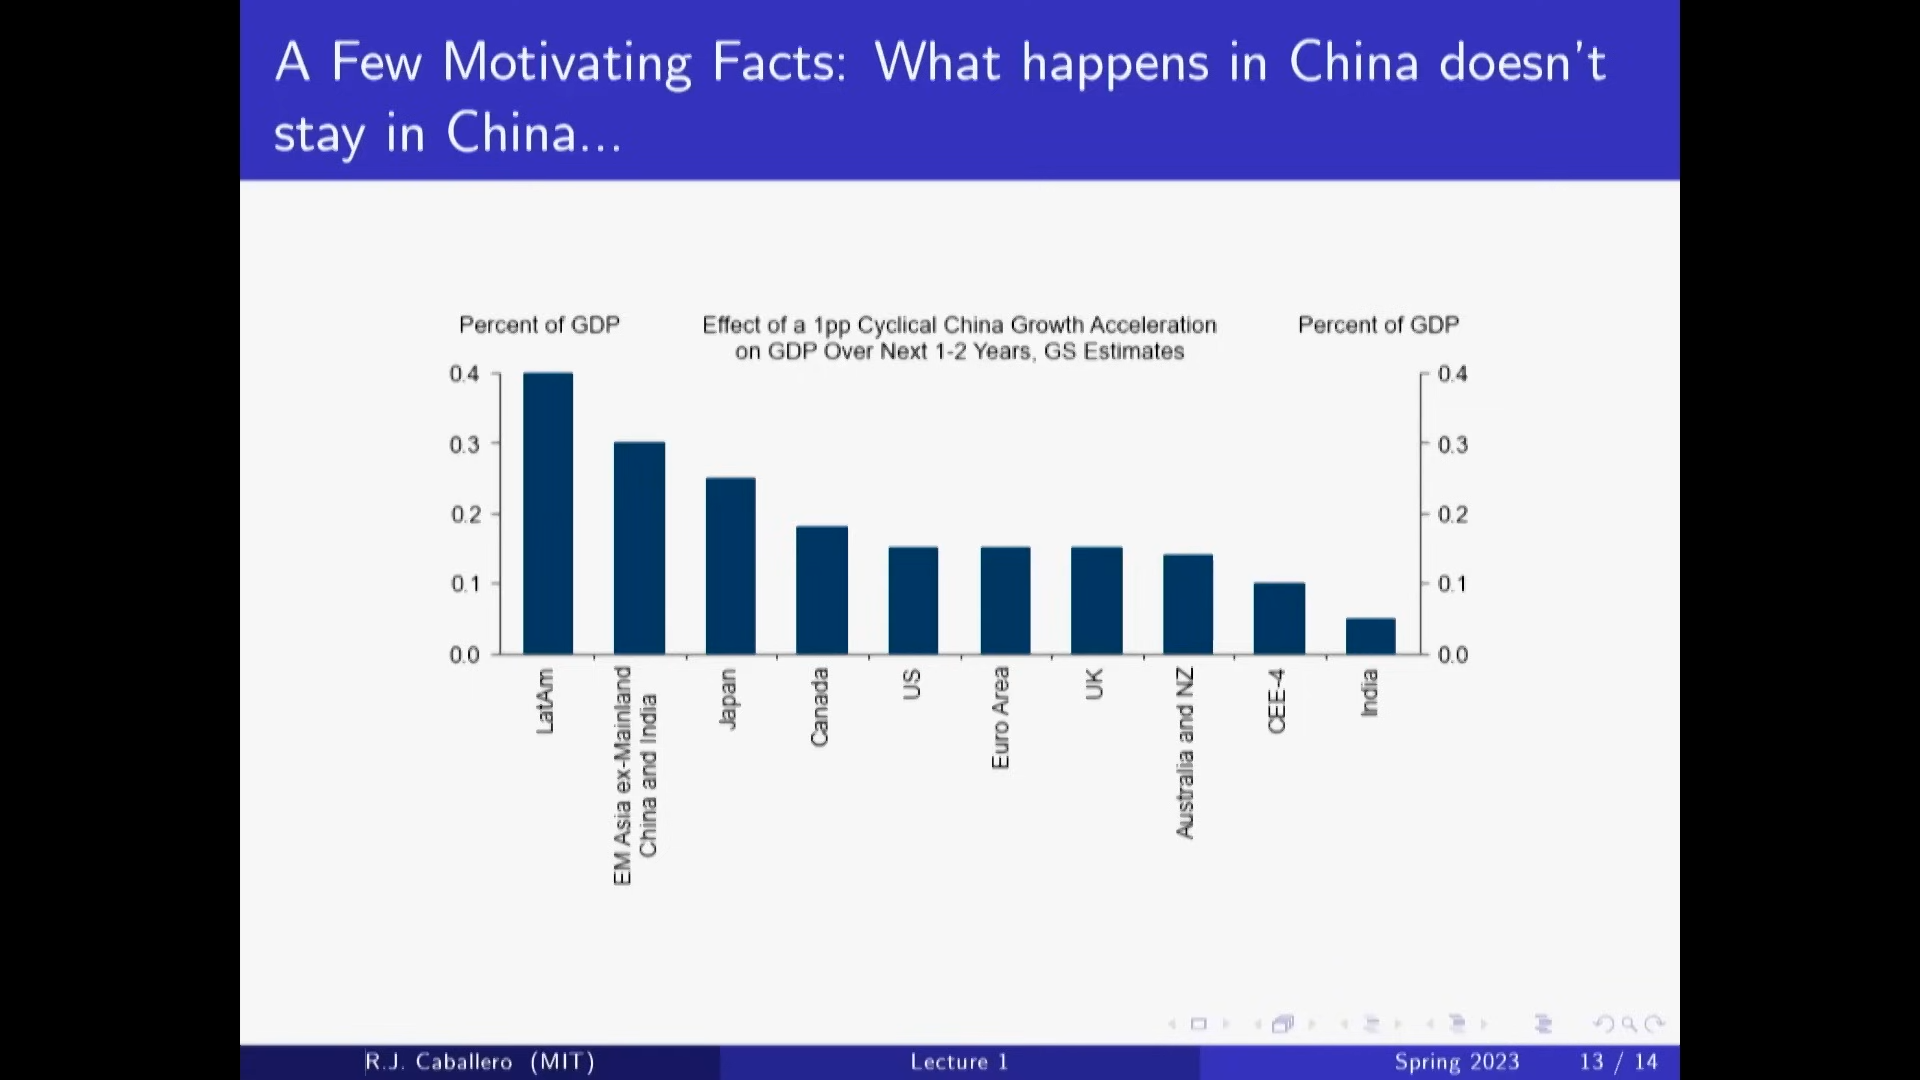 A Few Motivating Facts: What happens in China doesn't
stay in China...
Percent of GDP
Effect of a 1pp Cyclical China Growth Acceleration
on GDP Over Next 1-2 Years, GS Estimates
Percent of GDP
0.4
0.3
0.2
0.1
0.0
0.4
0.3
0.2
0.1
0.0
LatAm
EM Asia ex-Mainland
China and India
Japan
Canada
US
Euro Area
UK
Australia and NZ
CEE-4
India
R.J. Caballero (MIT)
Lecture 1
Spring 2023
13 / 14